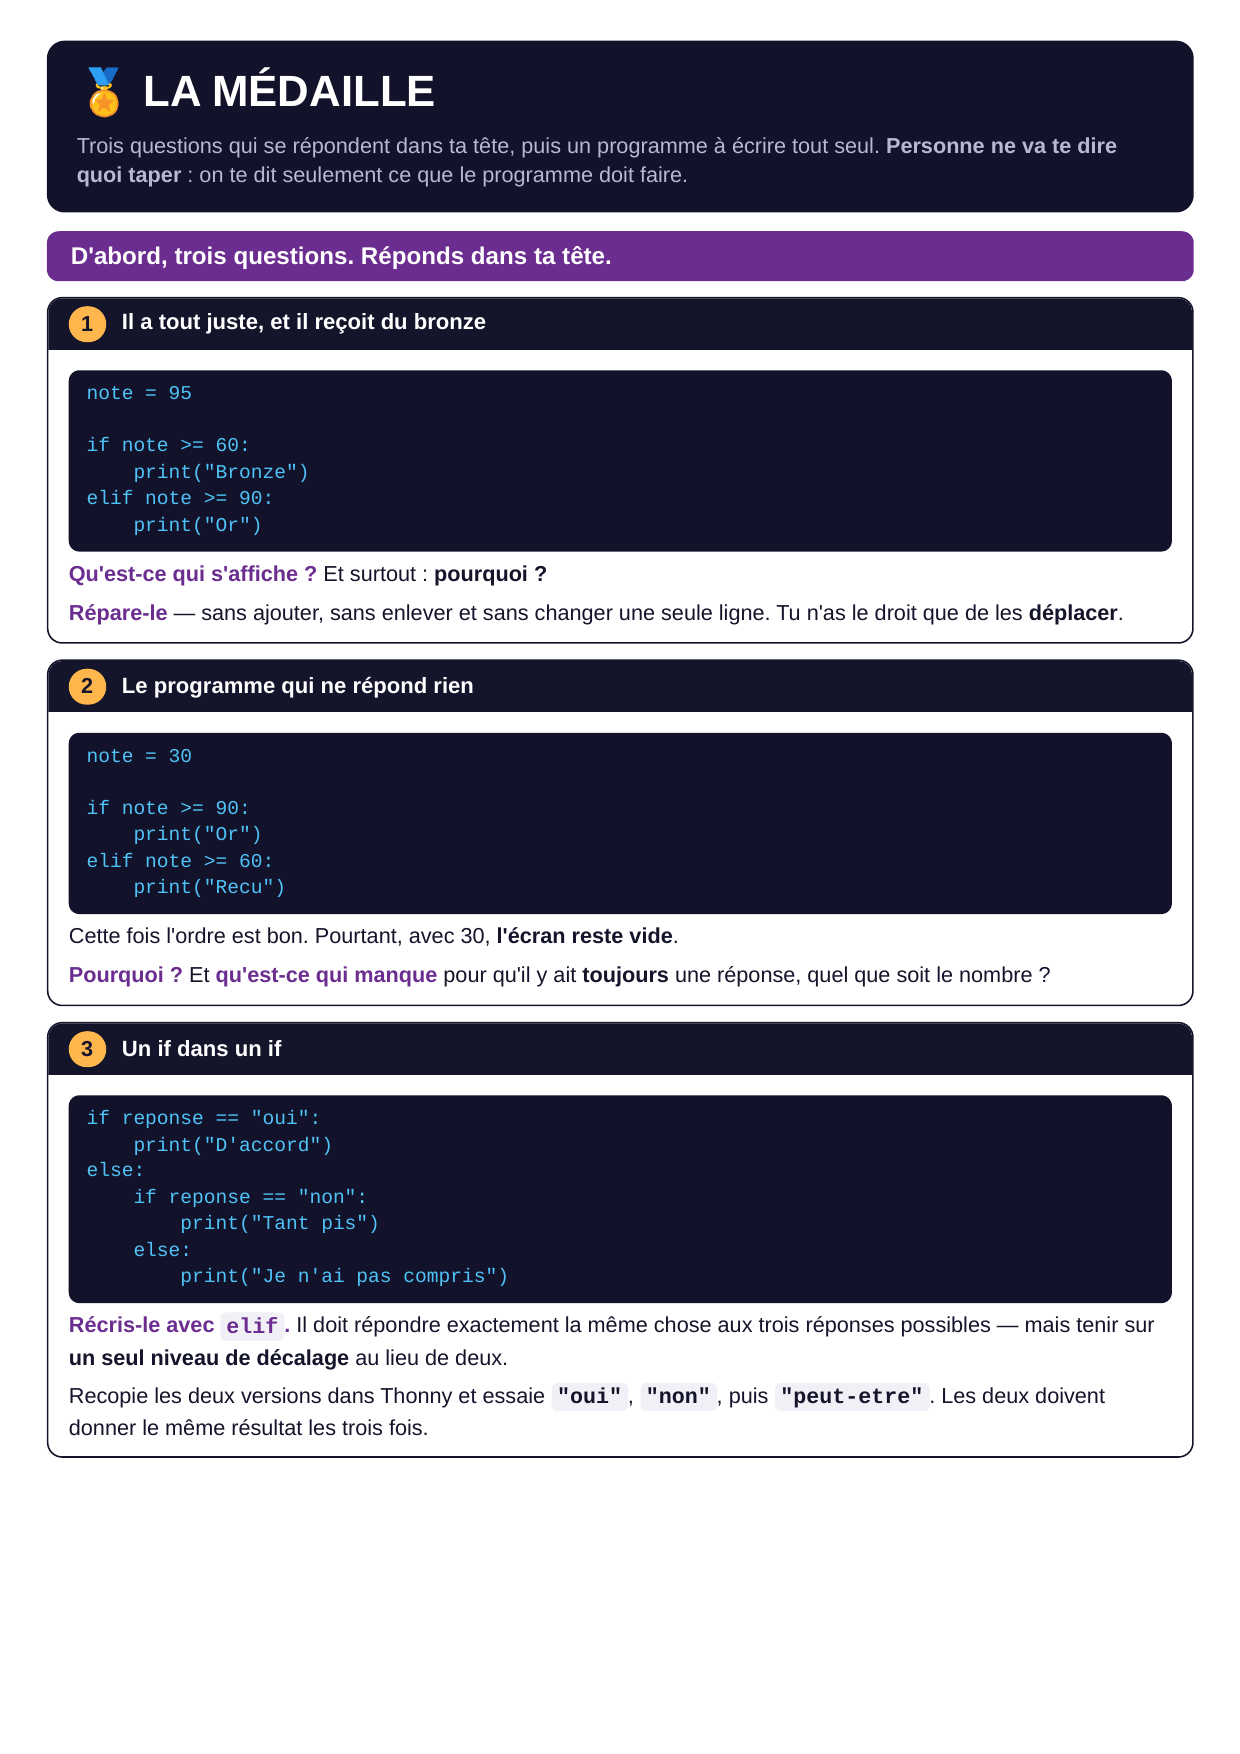 🏅 LA MÉDAILLE
Trois questions qui se répondent dans ta tête, puis un programme à écrire tout seul. Personne ne va te dire
quoi taper : on te dit seulement ce que le programme doit faire.
D'abord, trois questions. Réponds dans ta tête.
1 Il a tout juste, et il reçoit du bronze
note = 95
if note >= 60:
    print("Bronze")
elif note >= 90:
    print("Or")
Qu'est-ce qui s'affiche ? Et surtout : pourquoi ?
Répare-le — sans ajouter, sans enlever et sans changer une seule ligne. Tu n'as le droit que de les déplacer.
2 Le programme qui ne répond rien
note = 30
if note >= 90:
    print("Or")
elif note >= 60:
    print("Recu")
Cette fois l'ordre est bon. Pourtant, avec 30, l'écran reste vide.
Pourquoi ? Et qu'est-ce qui manque pour qu'il y ait toujours une réponse, quel que soit le nombre ?
3 Un if dans un if
if reponse == "oui":
    print("D'accord")
else:
    if reponse == "non":
        print("Tant pis")
    else:
        print("Je n'ai pas compris")
Récris-le avec elif. Il doit répondre exactement la même chose aux trois réponses possibles — mais tenir sur
un seul niveau de décalage au lieu de deux.
Recopie les deux versions dans Thonny et essaie "oui", "non", puis "peut-etre". Les deux doivent
donner le même résultat les trois fois.